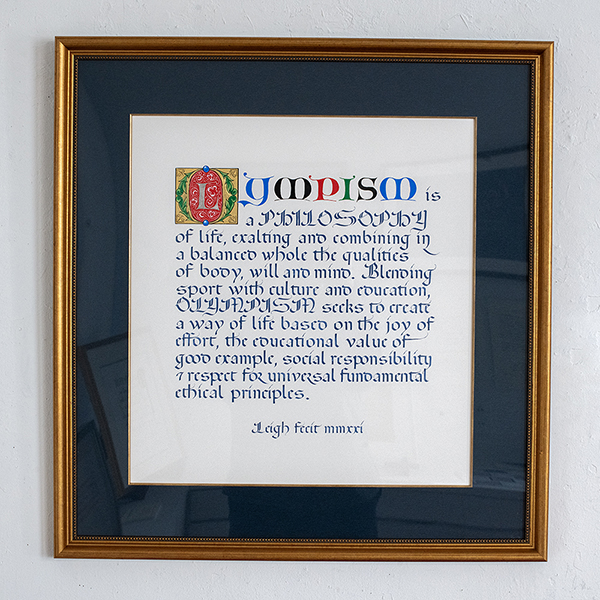 OLYMPISM is
a PHILOSOPHY
of life, exalting and combining in
a balanced whole the qualities
of body, will and mind. Blending
sport with culture and education,
OLYMPISM seeks to create
a way of life based on the joy of
effort, the educational value of
good example, social responsibility
⁊ respect for universal fundamental
ethical principles.
Leigh fecit mmxxi